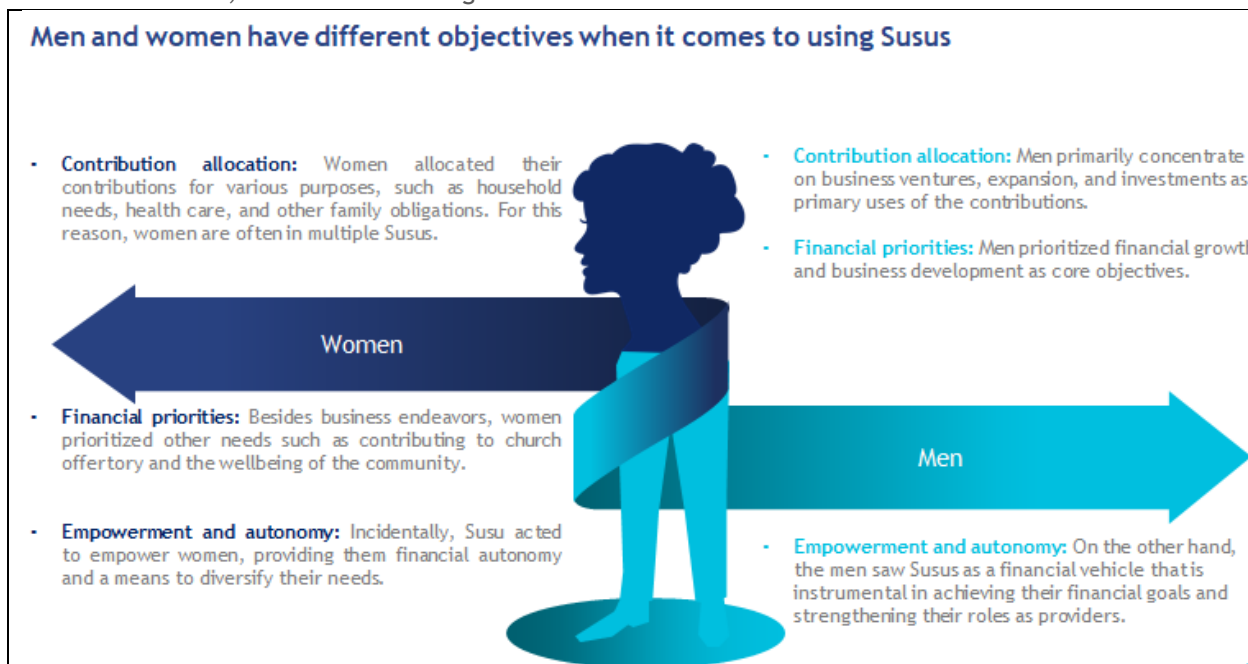 Men and women have different objectives when it comes to using Susus
- Contribution allocation: Women allocated their
contributions for various purposes, such as household
needs, health care, and other family obligations. For this
reason, women are often in multiple Susus.
Women
- Financial priorities: Besides business endeavors, women
prioritized other needs such as contributing to church
offertory and the wellbeing of the community.
- Empowerment and autonomy: Incidentally, Susu acted
to empower women, providing them financial autonomy
and a means to diversify their needs.
- Contribution allocation: Men primarily concentrate
on business ventures, expansion, and investments as
primary uses of the contributions.
- Financial priorities: Men prioritized financial growth
and business development as core objectives.
Men
- Empowerment and autonomy: On the other hand,
the men saw Susus as a financial vehicle that is
instrumental in achieving their financial goals and
strengthening their roles as providers.